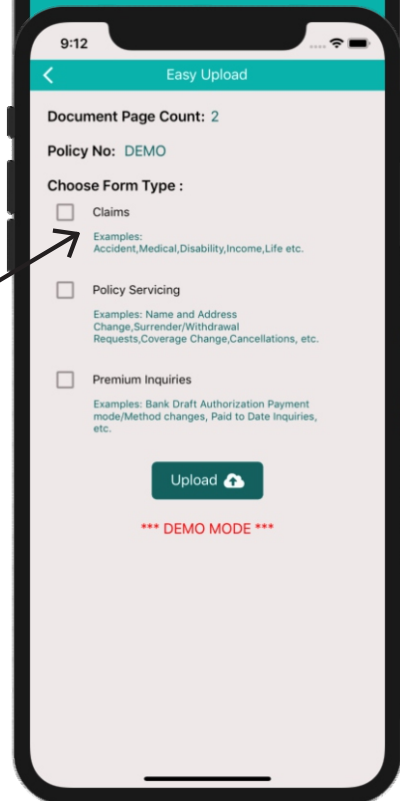 9:12
Easy Upload
Document Page Count: 2
Policy No: DEMO
Choose Form Type :
Claims
Examples:
Accident,Medical,Disability,Income,Life etc.
Policy Servicing
Examples: Name and Address
Change,Surrender/Withdrawal
Requests,Coverage Change,Cancellations, etc.
Premium Inquiries
Examples: Bank Draft Authorization Payment
mode/Method changes, Paid to Date Inquiries,
etc.
Upload
*** DEMO MODE ***